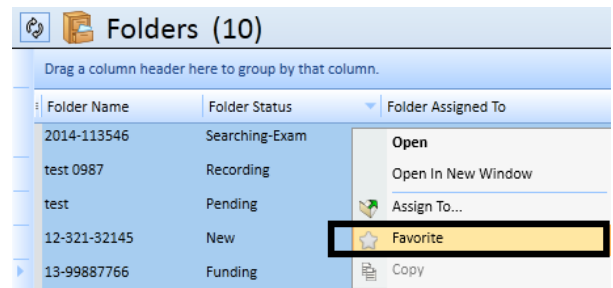 Folders (10)
Drag a column header here to group by that column.
Folder Name Folder Status Folder Assigned To
2014-113546 Searching-Exam
Open
test 0987 Recording
Open In New Window
test Pending
Assign To...
12-321-32145 New
Favorite
13-99887766 Funding
Copy